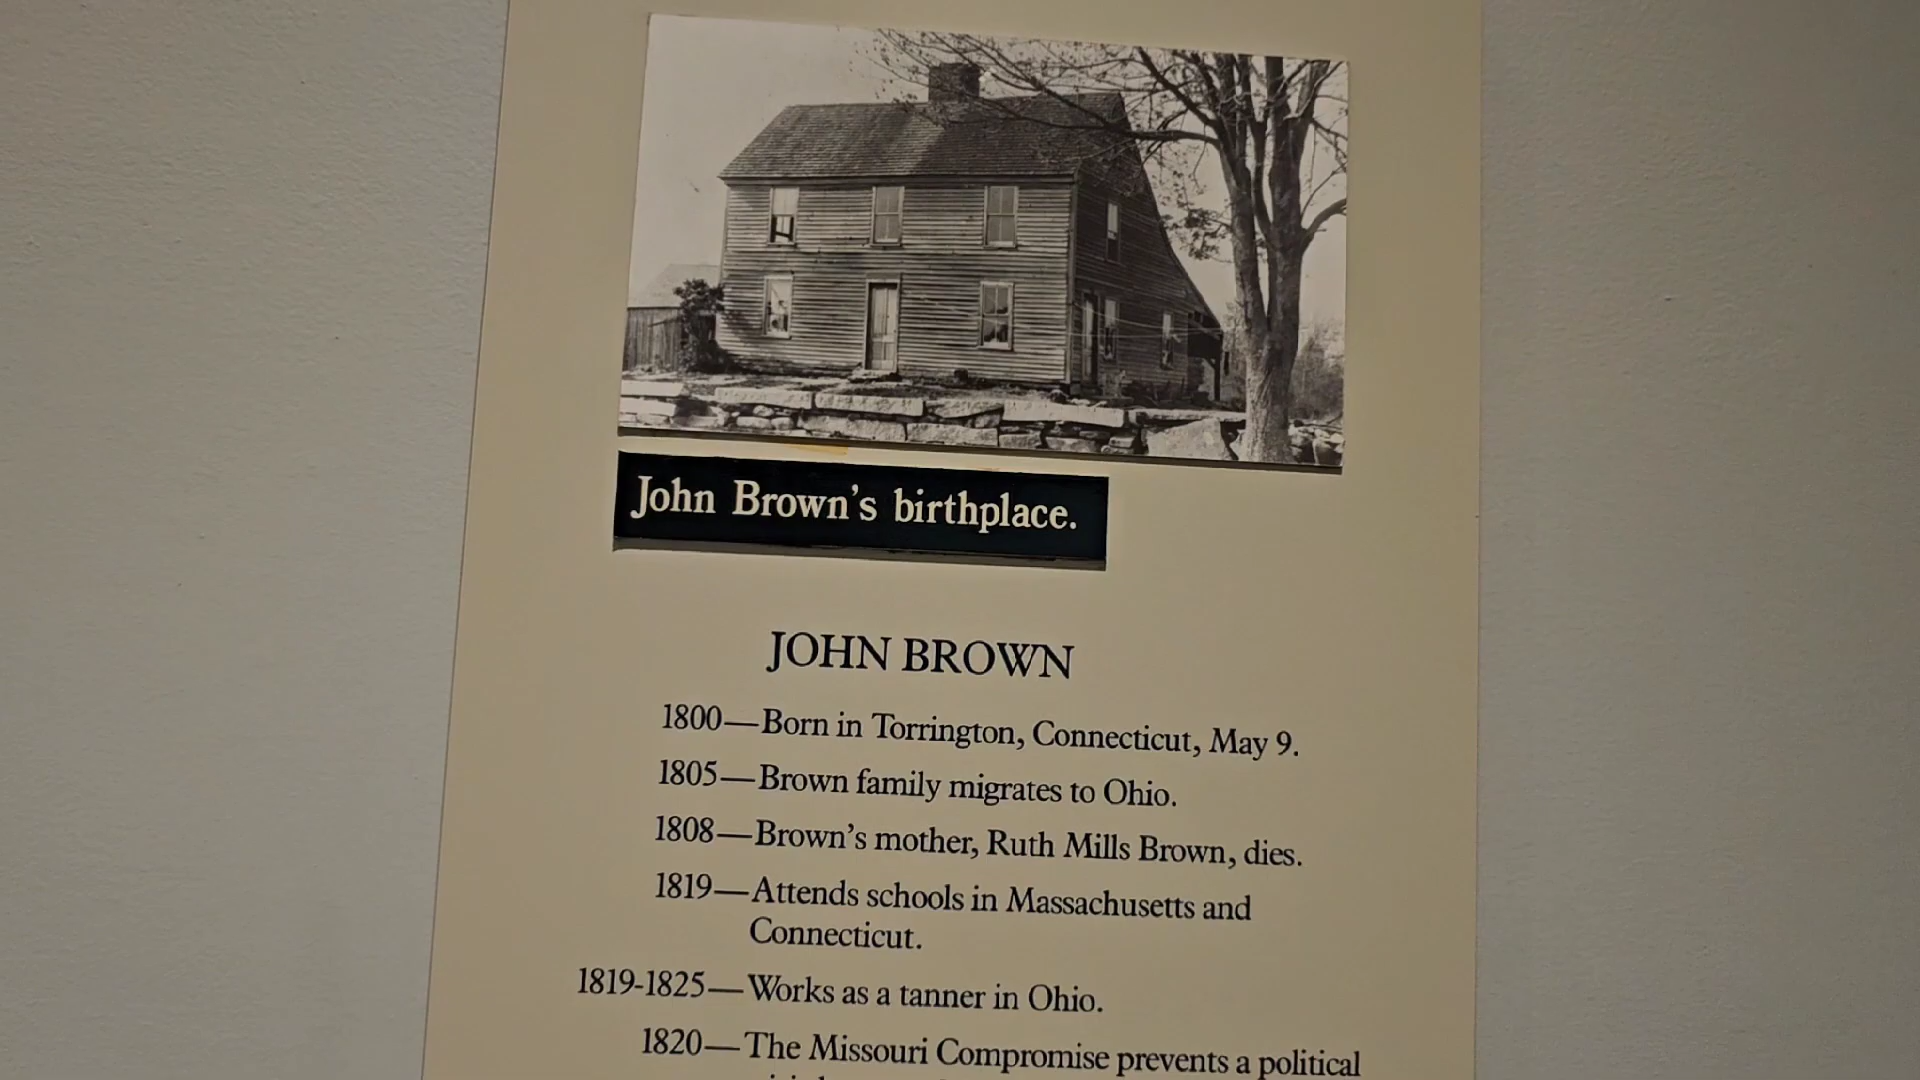 John Brown's birthplace.
JOHN BROWN
1800—Born in Torrington, Connecticut, May 9.
1805—Brown family migrates to Ohio.
1808—Brown's mother, Ruth Mills Brown, dies.
1819—Attends schools in Massachusetts and
Connecticut.
1819-1825—Works as a tanner in Ohio.
1820—The Missouri Compromise prevents a political